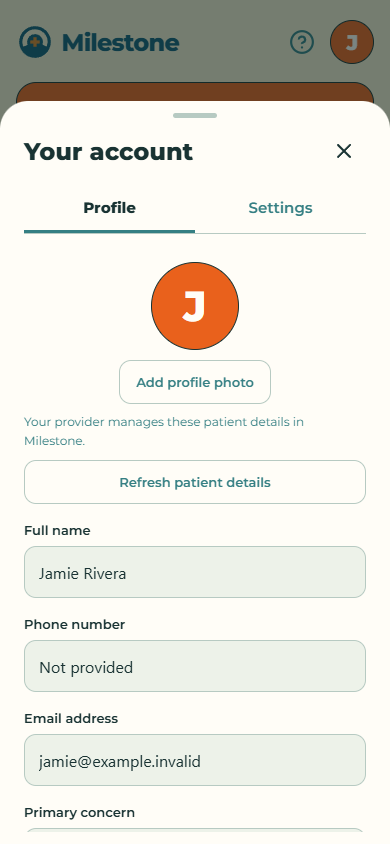 Milestone
?
J
Your account
Profile
Settings
J
Add profile photo
Your provider manages these patient details in
Milestone.
Refresh patient details
Full name
Jamie Rivera
Phone number
Not provided
Email address
jamie@example.invalid
Primary concern